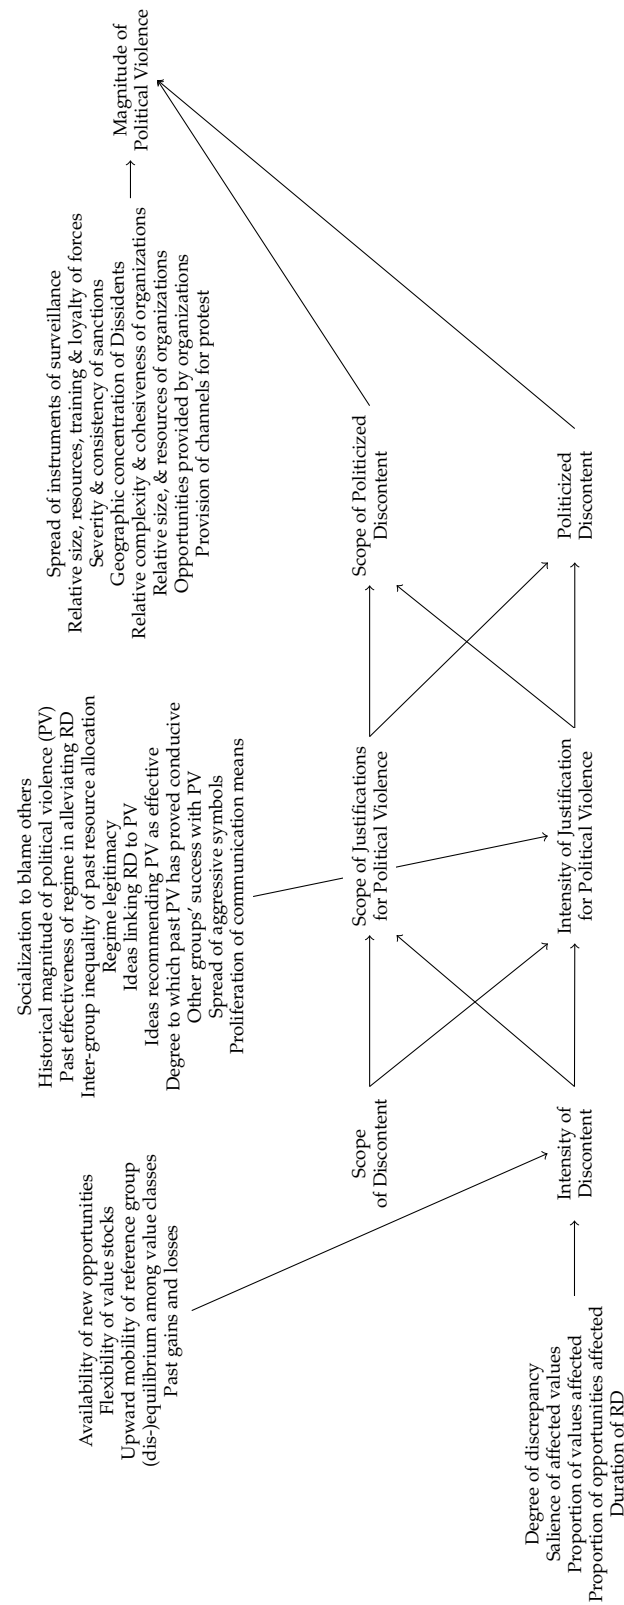 Availability of new opportunities
Flexibility of value stocks
Upward mobility of reference group
(dis-)equilibrium among value classes
Past gains and losses
Degree of discrepancy
Salience of affected values
Proportion of values affected
Proportion of opportunities affected
Duration of RD
Scope
of Discontent
Intensity of
Discontent
Socialization to blame others
Historical magnitude of political violence (PV)
Past effectiveness of regime in alleviating RD
Inter-group inequality of past resource allocation
Regime legitimacy
Ideas linking RD to PV
Ideas recommending PV as effective
Degree to which past PV has proved conducive
Other groups' success with PV
Spread of aggressive symbols
Proliferation of communication means
Scope of Justifications
for Political Violence
Intensity of Justification
for Political Violence
Spread of instruments of surveillance
Relative size, resources, training & loyalty of forces
Severity & consistency of sanctions
Geographic concentration of Dissidents
Relative complexity & cohesiveness of organizations
Relative size, & resources of organizations
Opportunities provided by organizations
Provision of channels for protest
Scope of Politicized
Discontent
Politicized
Discontent
Magnitude of
Political Violence